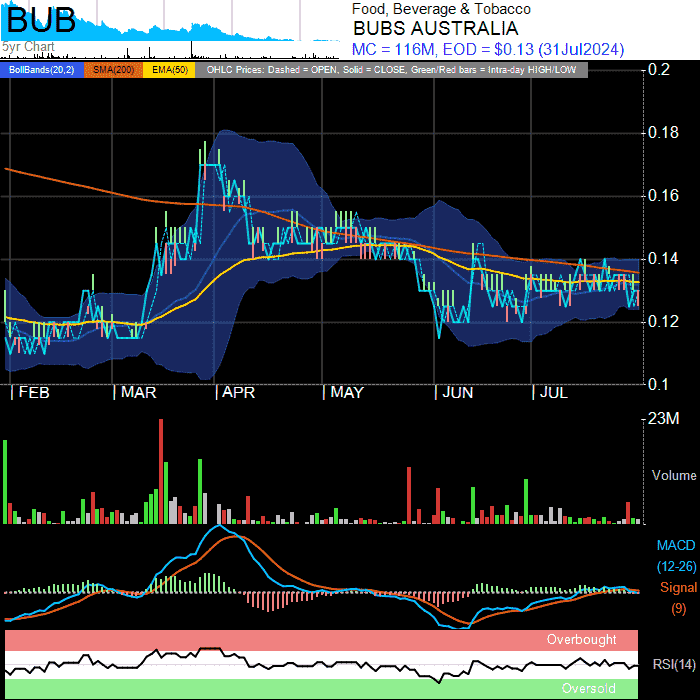 BUB
5yr Chart
Food, Beverage & Tobacco
BUBS AUSTRALIA
MC = 116M, EOD = $0.13 (31Jul2024)
BollBands(20,2) SMA(200) EMA(50) OHLC Prices: Dashed = OPEN, Solid = CLOSE, Green/Red bars = Intra-day HIGH/LOW
0.2
0.18
0.16
0.14
0.12
0.1
FEB MAR APR MAY JUN JUL
23M
Volume
MACD
(12-26)
Signal
(9)
Overbought
RSI(14)
Oversold